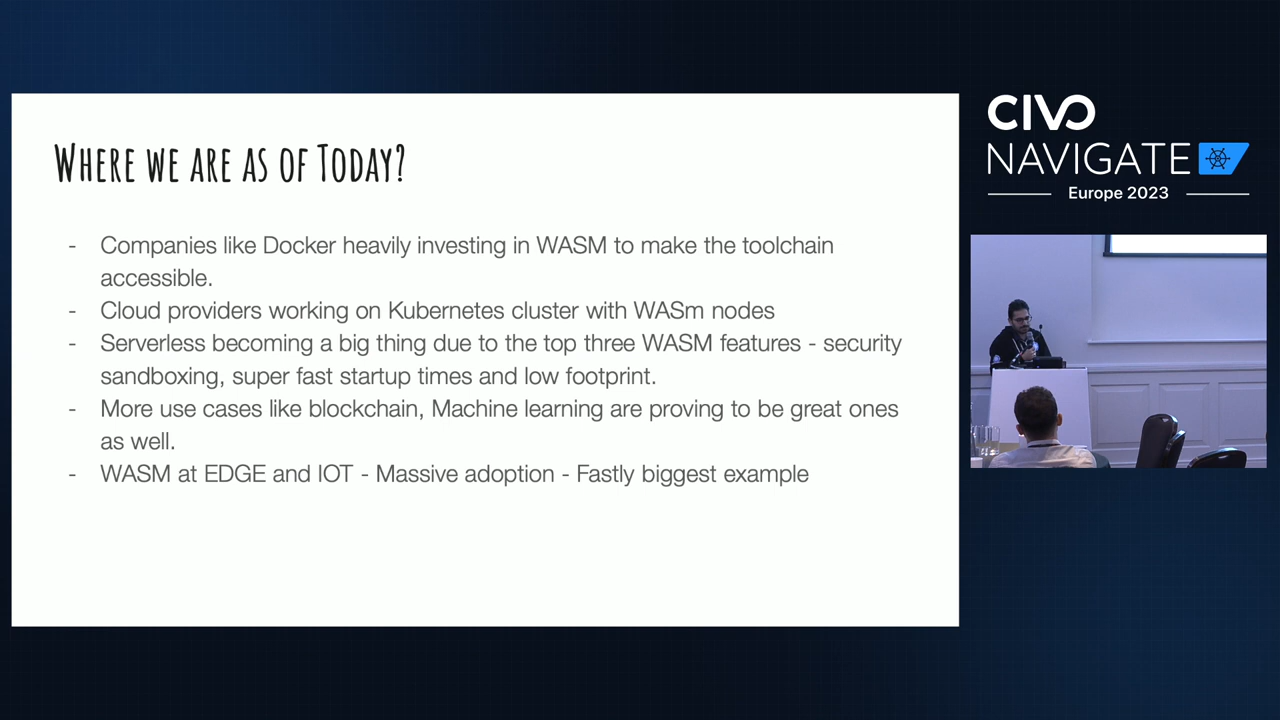 Where we are as of Today?
- Companies like Docker heavily investing in WASM to make the toolchain
accessible.
- Cloud providers working on Kubernetes cluster with WASm nodes
- Serverless becoming a big thing due to the top three WASM features - security
sandboxing, super fast startup times and low footprint.
- More use cases like blockchain, Machine learning are proving to be great ones
as well.
- WASM at EDGE and IOT - Massive adoption - Fastly biggest example
CIVO
NAVIGATE
Europe 2023